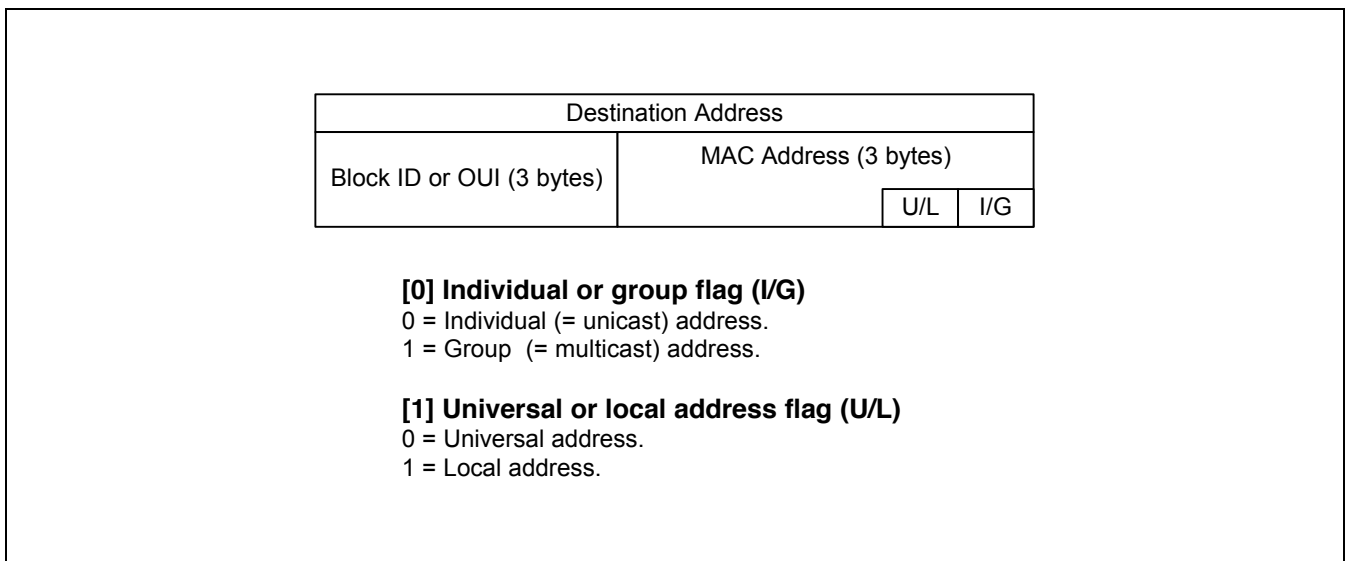 Destination Address
Block ID or OUI (3 bytes)
MAC Address (3 bytes)
U/L
I/G
[0] Individual or group flag (I/G)
0 = Individual (= unicast) address.
1 = Group  (= multicast) address.
[1] Universal or local address flag (U/L)
0 = Universal address.
1 = Local address.